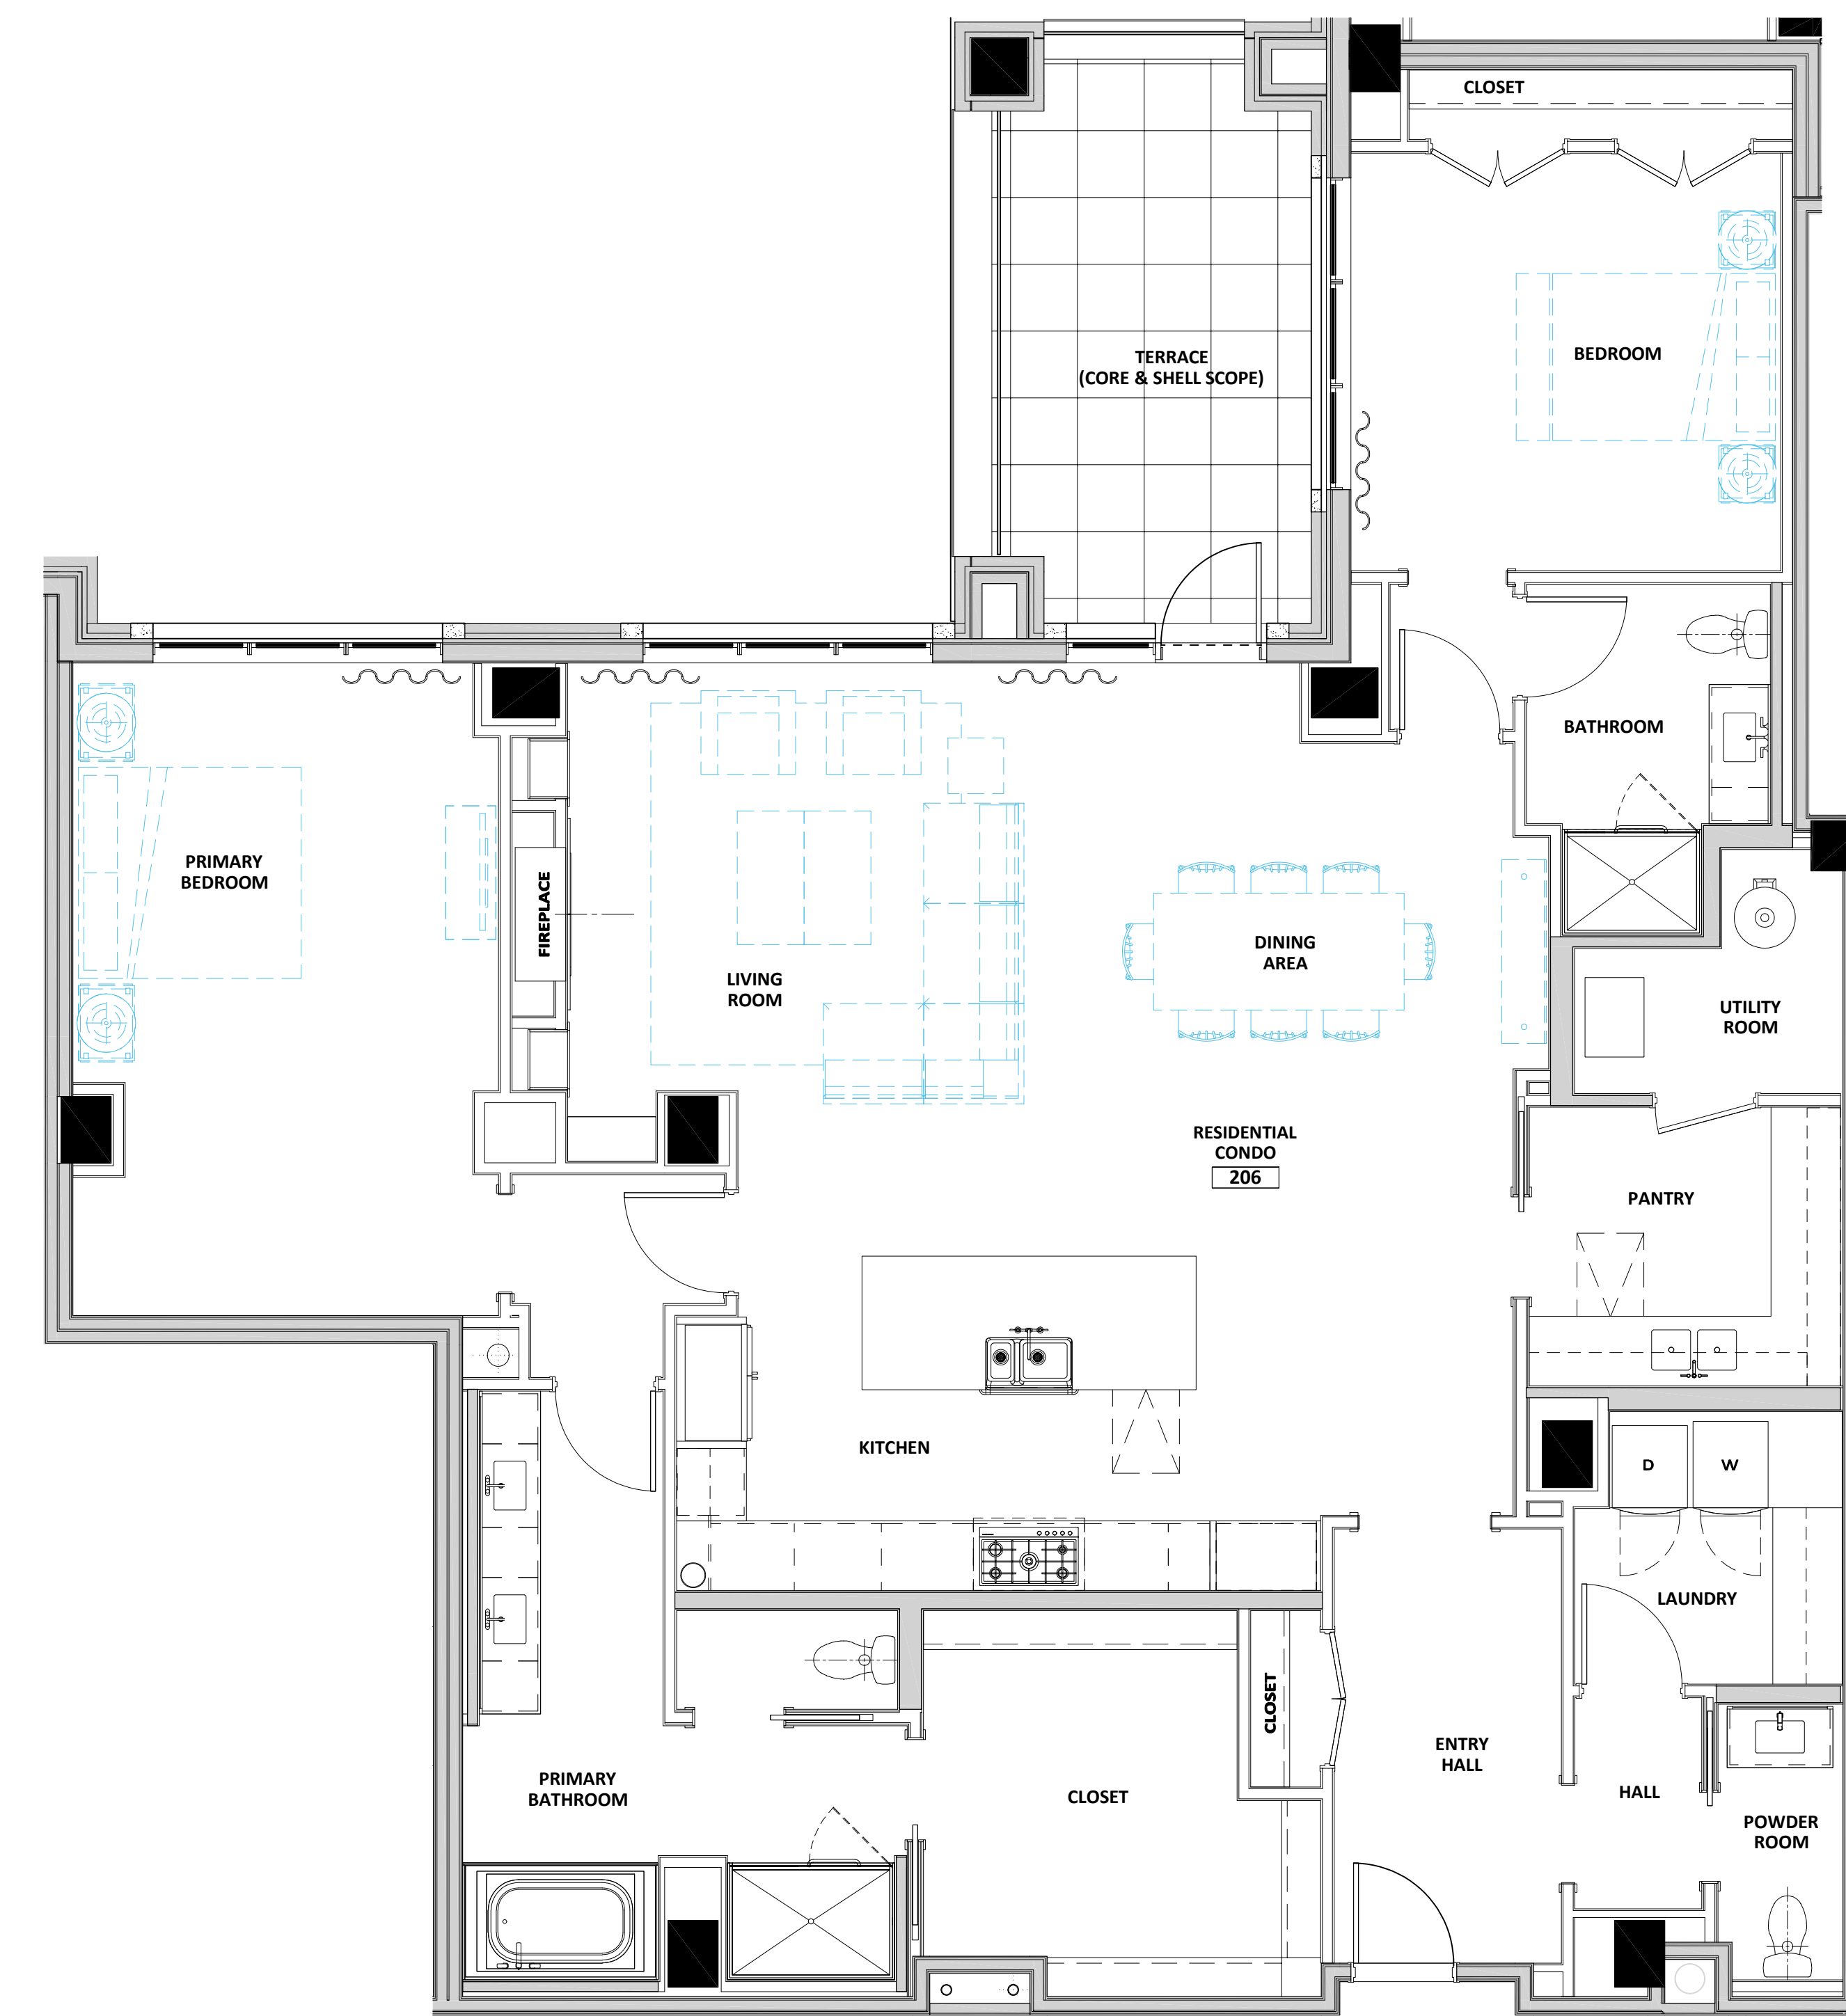 CLOSET
TERRACE
(CORE & SHELL SCOPE)
BEDROOM
BATHROOM
PRIMARY
BEDROOM
FIREPLACE
LIVING
ROOM
DINING
AREA
UTILITY
ROOM
RESIDENTIAL
CONDO
206
PANTRY
KITCHEN
D
W
LAUNDRY
CLOSET
ENTRY
HALL
PRIMARY
BATHROOM
CLOSET
HALL
POWDER
ROOM